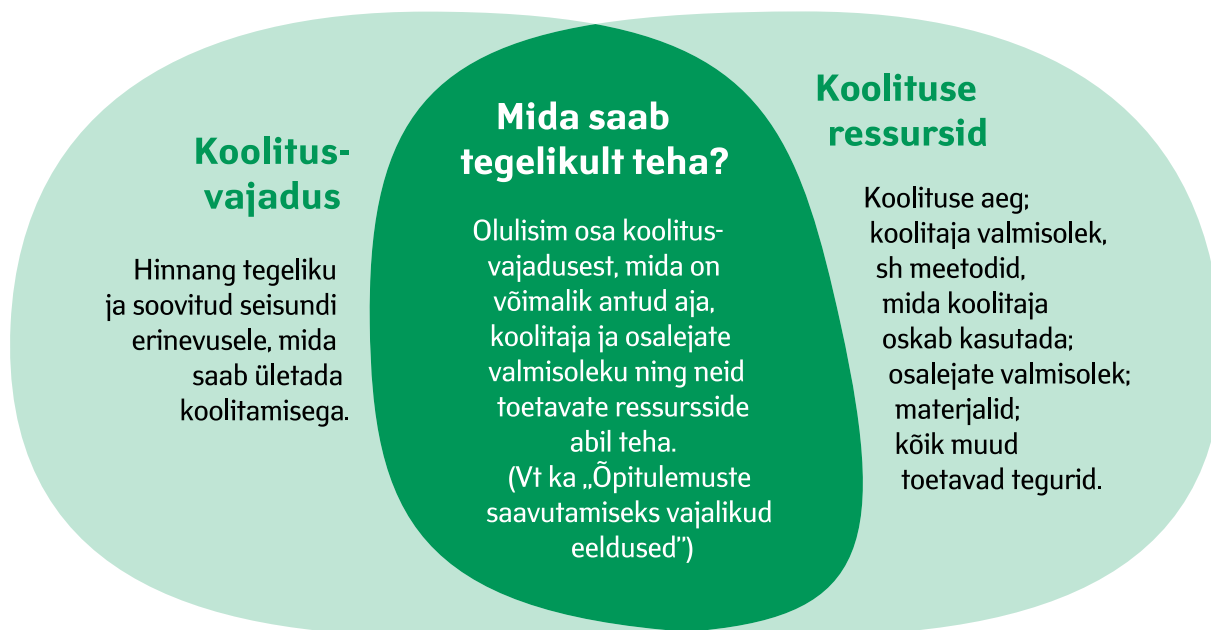 Koolitus-
vajadus
Hinnang tegeliku
ja soovitud seisundi
erinevusele, mida
saab ületada
koolitamisega.
Mida saab
tegelikult teha?
Olulisim osa koolitus-
vajadusest, mida on
võimalik antud aja,
koolitaja ja osalejate
valmisoleku ning neid
toetavate ressursside
abil teha.
(Vt ka „Õpitulemuste
saavutamiseks vajalikud
eeldused”)
Koolituse
ressursid
Koolituse aeg;
koolitaja valmisolek,
sh meetodid,
mida koolitaja
oskab kasutada;
osalejate valmisolek;
materjalid;
kõik muud
toetavad tegurid.